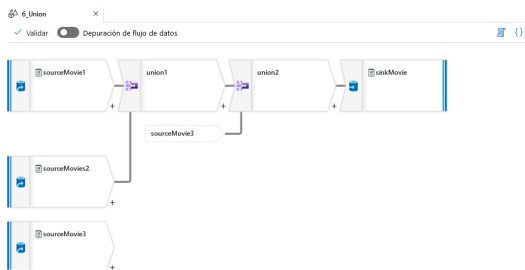 6_Union
Validar
Depuración de flujo de datos
sourceMovie1
union1
union2
sinkMovie
sourceMovie3
sourceMovies2
sourceMovie3